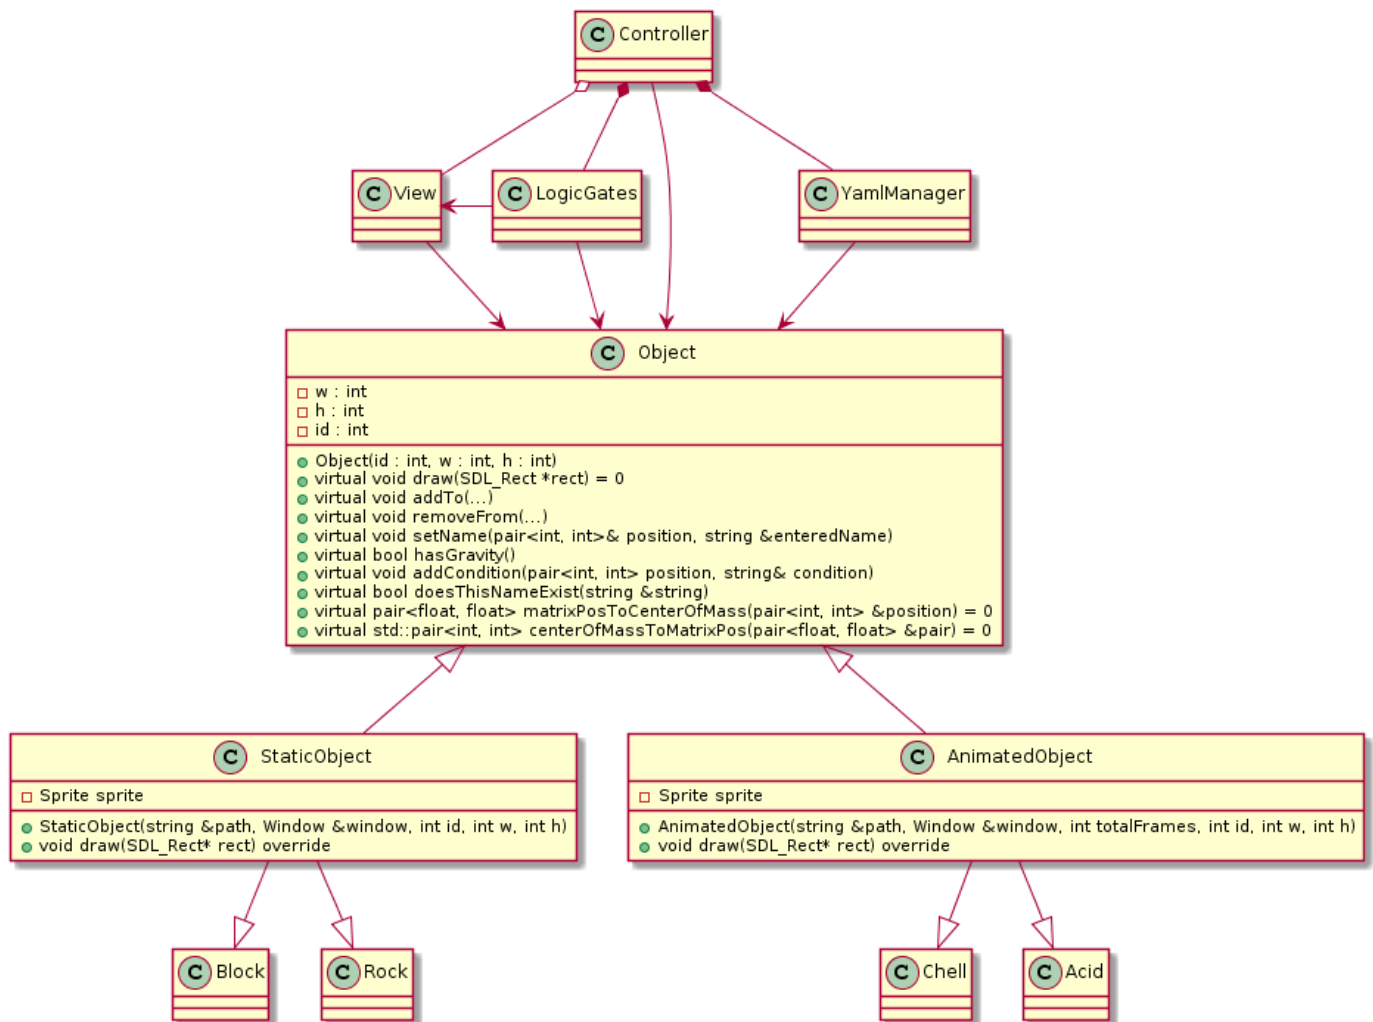 C Controller
C View
C LogicGates
C YamlManager
C Object
w : int
h : int
id : int
Object(id : int, w : int, h : int)
virtual void draw(SDL_Rect *rect) = 0
virtual void addTo(...)
virtual void removeFrom(...)
virtual void setName(pair<int, int>& position, string &enteredName)
virtual bool hasGravity()
virtual void addCondition(pair<int, int> position, string& condition)
virtual bool doesThisNameExist(string &string)
virtual pair<float, float> matrixPosToCenterOfMass(pair<int, int> &position) = 0
virtual std::pair<int, int> centerOfMassToMatrixPos(pair<float, float> &pair) = 0
C StaticObject
Sprite sprite
StaticObject(string &path, Window &window, int id, int w, int h)
void draw(SDL_Rect* rect) override
C AnimatedObject
Sprite sprite
AnimatedObject(string &path, Window &window, int totalFrames, int id, int w, int h)
void draw(SDL_Rect* rect) override
C Block
C Rock
C Chell
C Acid